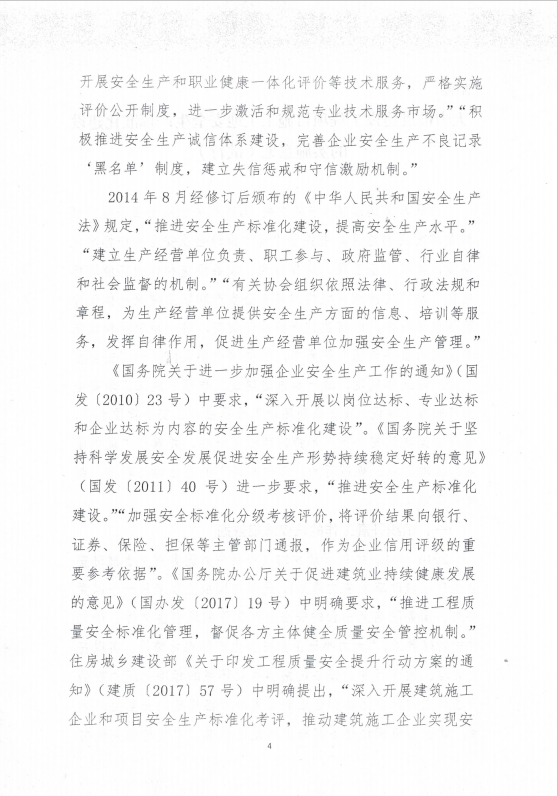 开展安全生产和职业健康一体化评价等技术服务，严格实施
评价公开制度，进一步激活和规范专业技术服务市场。”“积
极推进安全生产诚信体系建设，完善企业安全生产不良记录
‘黑名单’制度，建立失信惩戒和守信激励机制。”
2014 年 8 月经修订后颁布的《中华人民共和国安全生产
法》规定，“推进安全生产标准化建设，提高安全生产水平。”
“建立生产经营单位负责、职工参与、政府监管、行业自律
和社会监督的机制。”“有关协会组织依照法律、行政法规和
章程，为生产经营单位提供安全生产方面的信息、培训等服
务，发挥自律作用，促进生产经营单位加强安全生产管理。”
《国务院关于进一步加强企业安全生产工作的通知》（国
发〔2010〕23 号）中要求，“深入开展以岗位达标、专业达标
和企业达标为内容的安全生产标准化建设”。《国务院关于坚
持科学发展安全发展促进安全生产形势持续稳定好转的意见》
（国发〔2011〕40 号）进一步要求，“推进安全生产标准化
建设。”“加强安全标准化分级考核评价，将评价结果向银行、
证券、保险、担保等主管部门通报，作为企业信用评级的重
要参考依据”。《国务院办公厅关于促进建筑业持续健康发展
的意见》（国办发〔2017〕19 号）中明确要求，“推进工程质
量安全标准化管理，督促各方主体健全质量安全管控机制。”
住房城乡建设部《关于印发工程质量安全提升行动方案的通
知》（建质〔2017〕57 号）中明确提出，“深入开展建筑施工
企业和项目安全生产标准化考评，推动建筑施工企业实现安
4